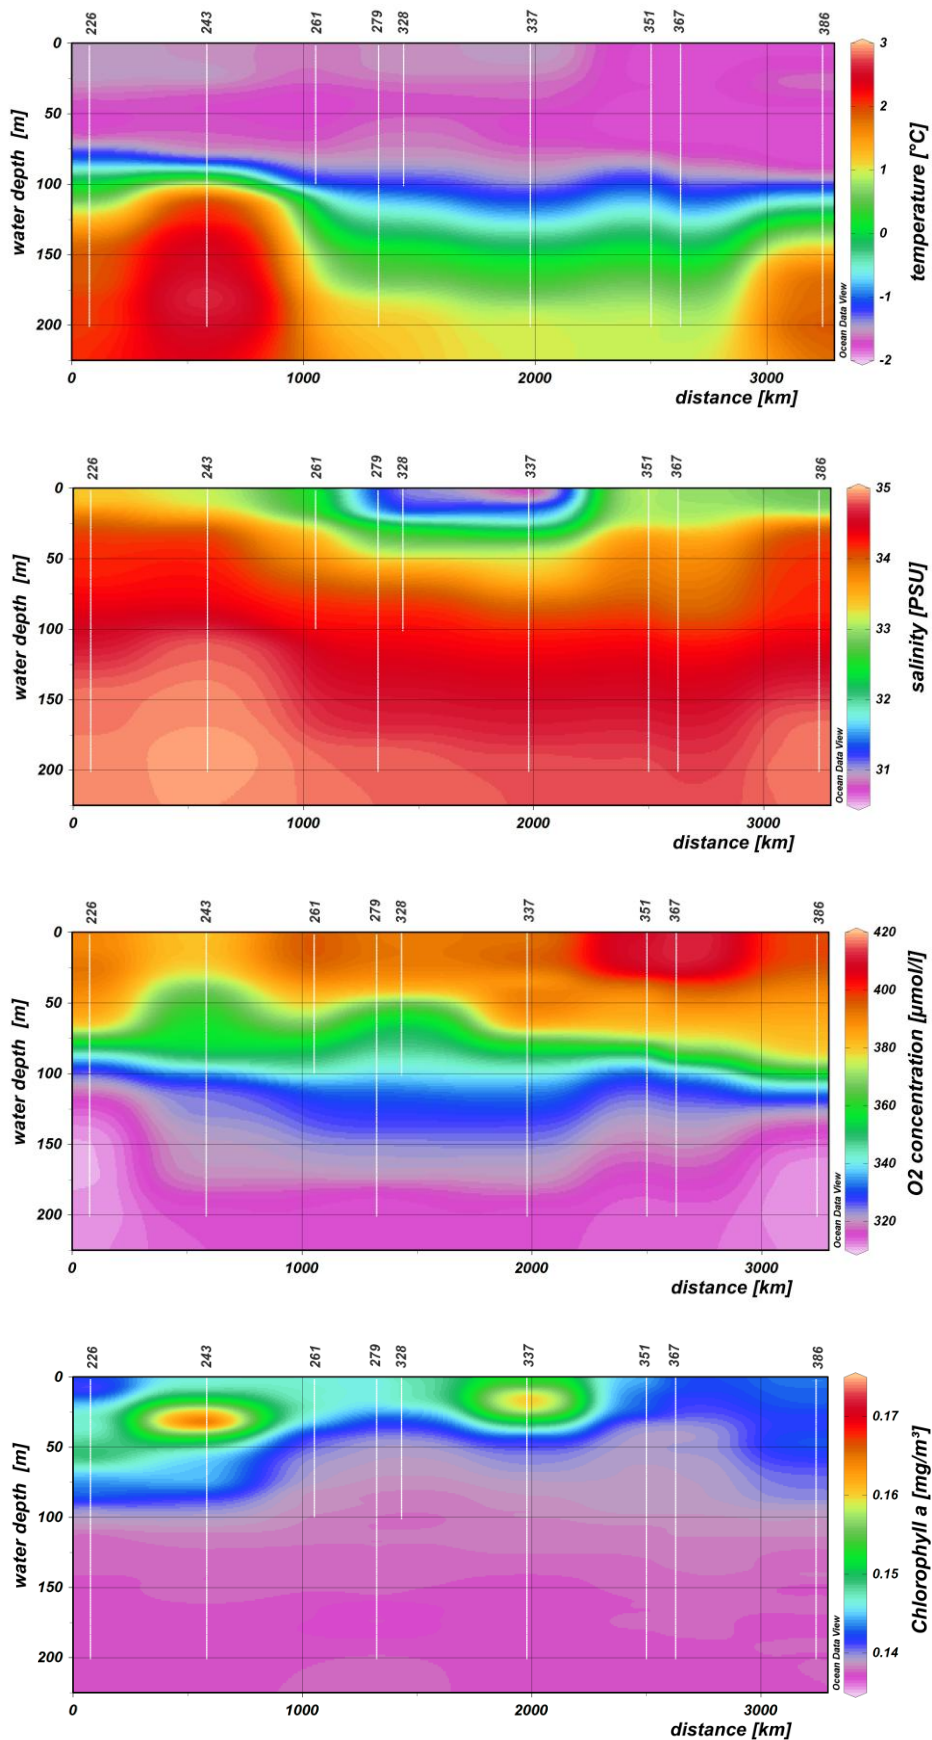 226 243 261 279 328 337 351 367 386
0
50
100
150
200
water depth [m]
0 1000 2000 3000
distance [km]
Ocean Data View
3
2
1
0
-1
-2
temperature [°C]
226 243 261 279 328 337 351 367 386
0
50
100
150
200
water depth [m]
0 1000 2000 3000
distance [km]
Ocean Data View
35
34
33
32
31
salinity [PSU]
226 243 261 279 328 337 351 367 386
0
50
100
150
200
water depth [m]
0 1000 2000 3000
distance [km]
Ocean Data View
420
400
380
360
340
320
O2 concentration [µmol/l]
226 243 261 279 328 337 351 367 386
0
50
100
150
200
water depth [m]
0 1000 2000 3000
distance [km]
Ocean Data View
0.17
0.16
0.15
0.14
Chlorophyll a [mg/m³]